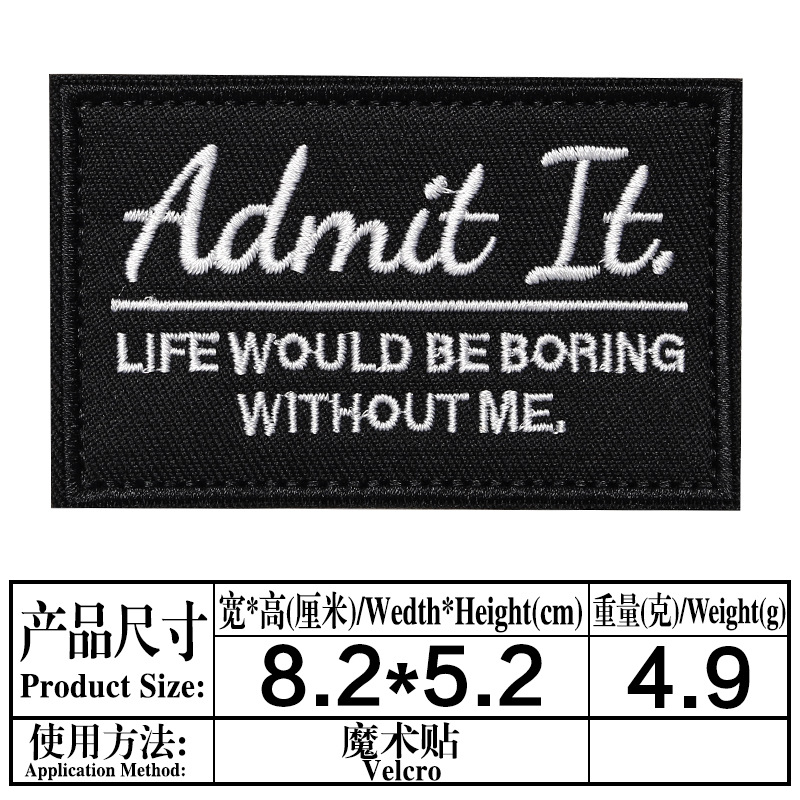 Admit It.
LIFE WOULD BE BORING
WITHOUT ME.
产品尺寸
Product Size:
宽*高(厘米)/Wedth*Height(cm)
重量(克)/Weight(g)
8.2*5.2
4.9
使用方法:
Application Method:
魔术贴
Velcro